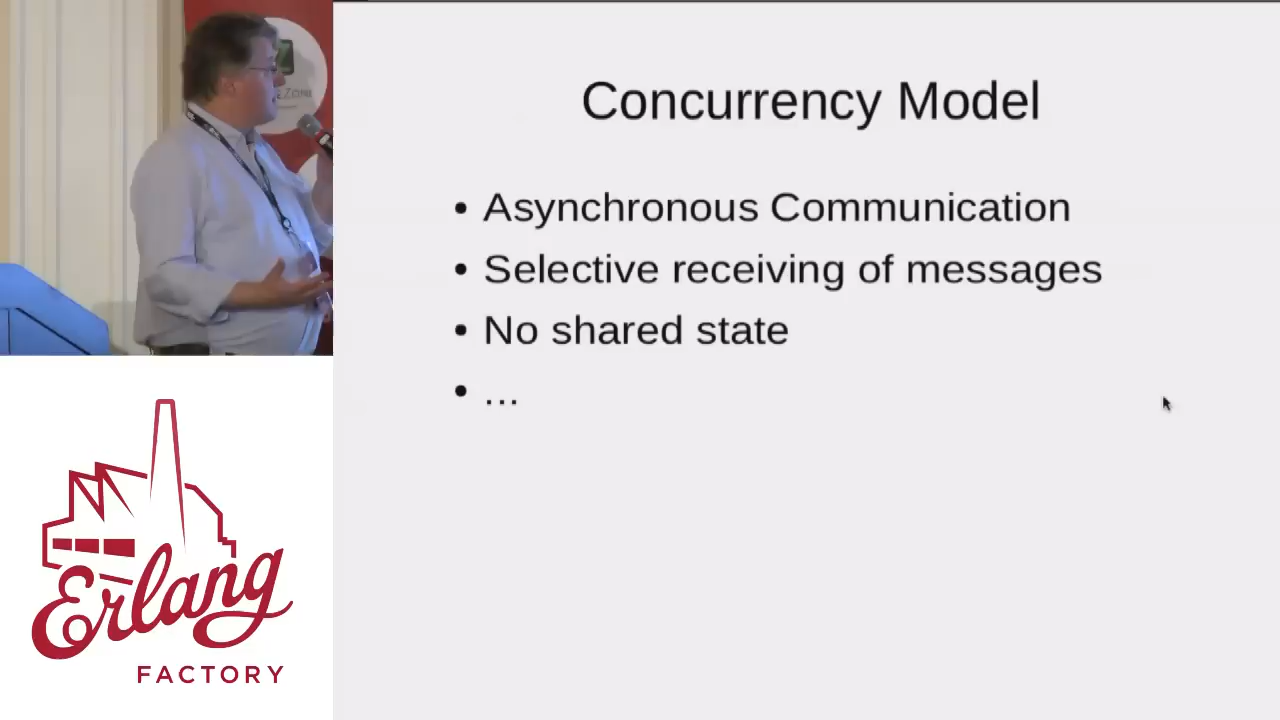 Concurrency Model
• Asynchronous Communication
• Selective receiving of messages
• No shared state
• ...
Erlang
FACTORY